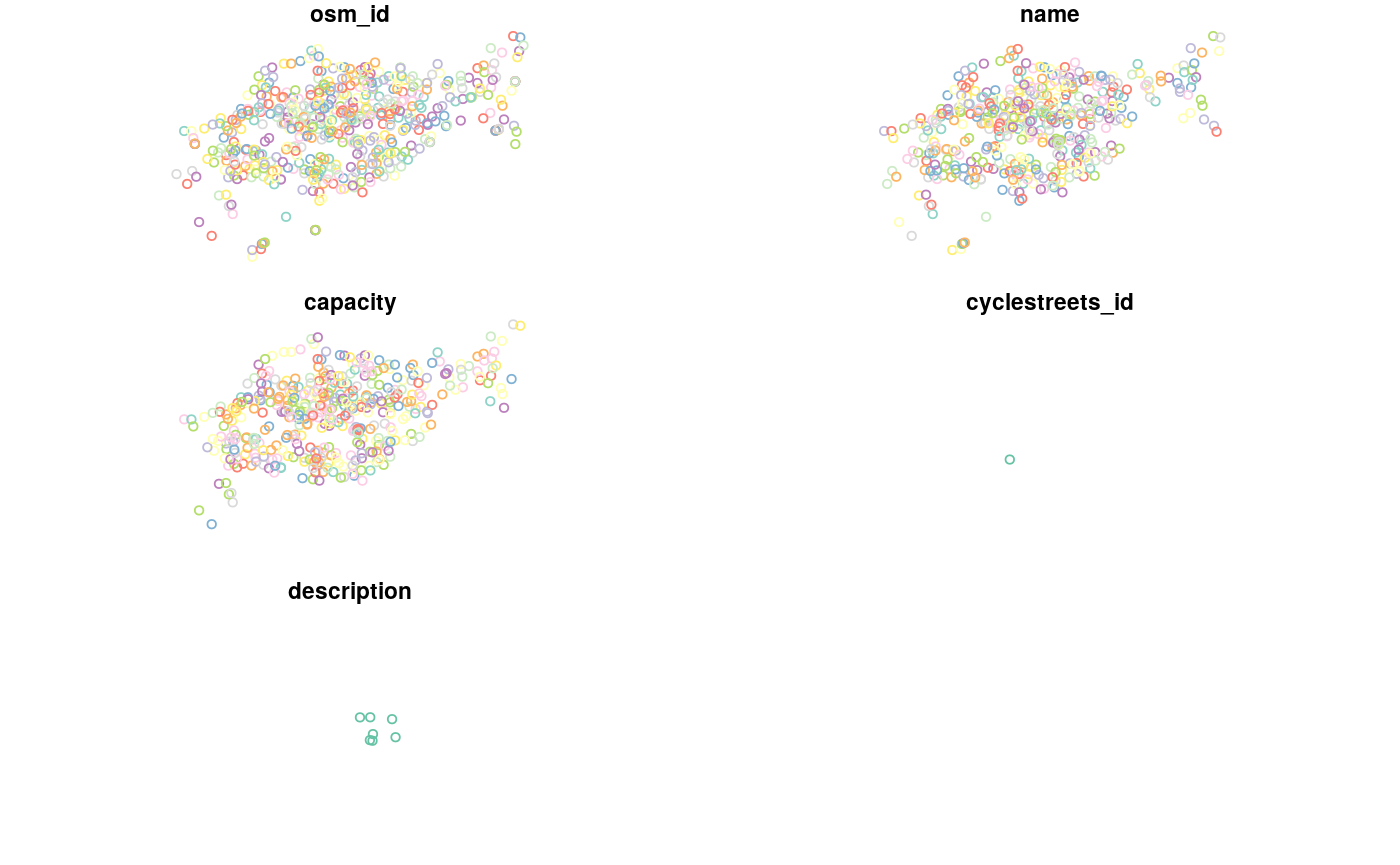 osm_id
name
capacity
cyclestreets_id
description